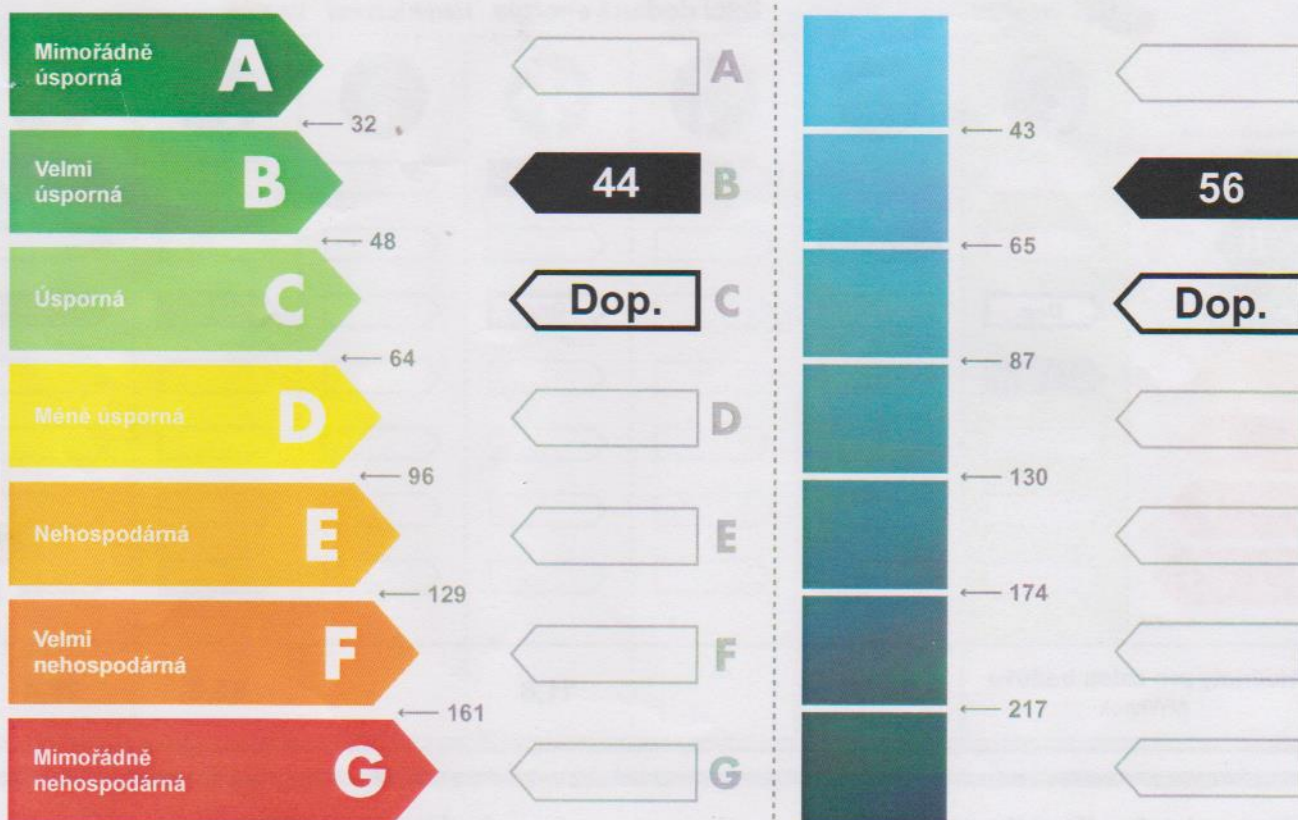 Mimořádně
úsporná
A
A
← 32
← 43
Velmi
úsporná
B
44
B
56
← 48
← 65
Úsporná
C
Dop.
C
Dop.
← 64
← 87
Méně úsporná
D
D
← 96
← 130
Nehospodárná
E
E
← 129
← 174
Velmi
nehospodárná
F
F
← 161
← 217
Mimořádně
nehospodárná
G
G